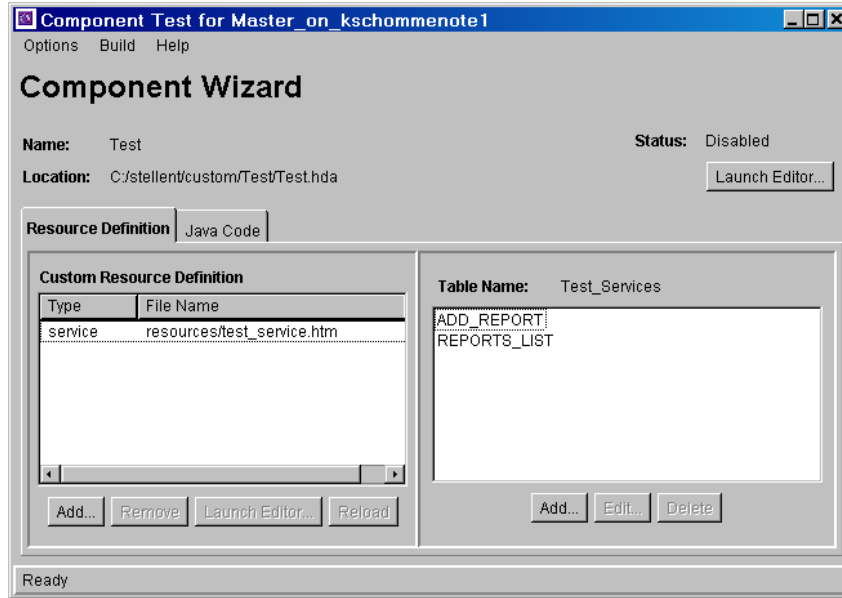 Component Test for Master_on_kschommenote1
Options Build Help
Component Wizard
Name: Test
Status: Disabled
Location: C:/stellent/custom/Test/Test.hda
Launch Editor...
Resource Definition Java Code
Custom Resource Definition
Type File Name
service resources/test_service.htm
Add... Remove Launch Editor... Reload
Table Name: Test_Services
ADD_REPORT
REPORTS_LIST
Add... Edit... Delete
Ready